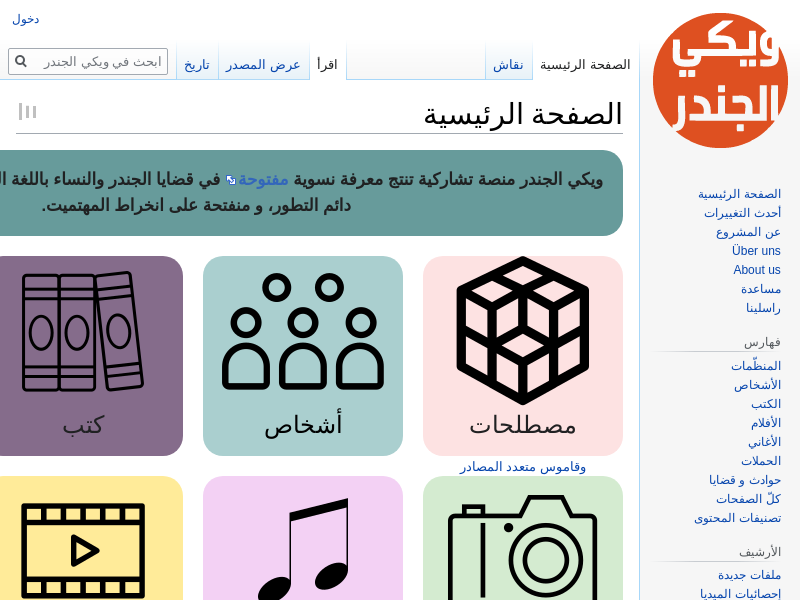 ويكي
الجندر
دخول
الصفحة الرئيسية
نقاش
اقرأ
عرض المصدر
تاريخ
ابحث في ويكي الجندر
الصفحة الرئيسية
ويكي الجندر منصة تشاركية تنتج معرفة نسوية مفتوحة في قضايا الجندر والنساء باللغة
دائم التطور، و منفتحة على انخراط المهتميت.
مصطلحات
أشخاص
كتب
وقاموس متعدد المصادر
الصفحة الرئيسية
أحدث التغييرات
عن المشروع
Über uns
About us
مساعدة
راسلينا
فهارس
المنظّمات
الأشخاص
الكتب
الأفلام
الأغاني
الحملات
حوادث و قضايا
كلّ الصفحات
تصنيفات المحتوى
الأرشيف
ملفات جديدة
إحصائيات الميديا